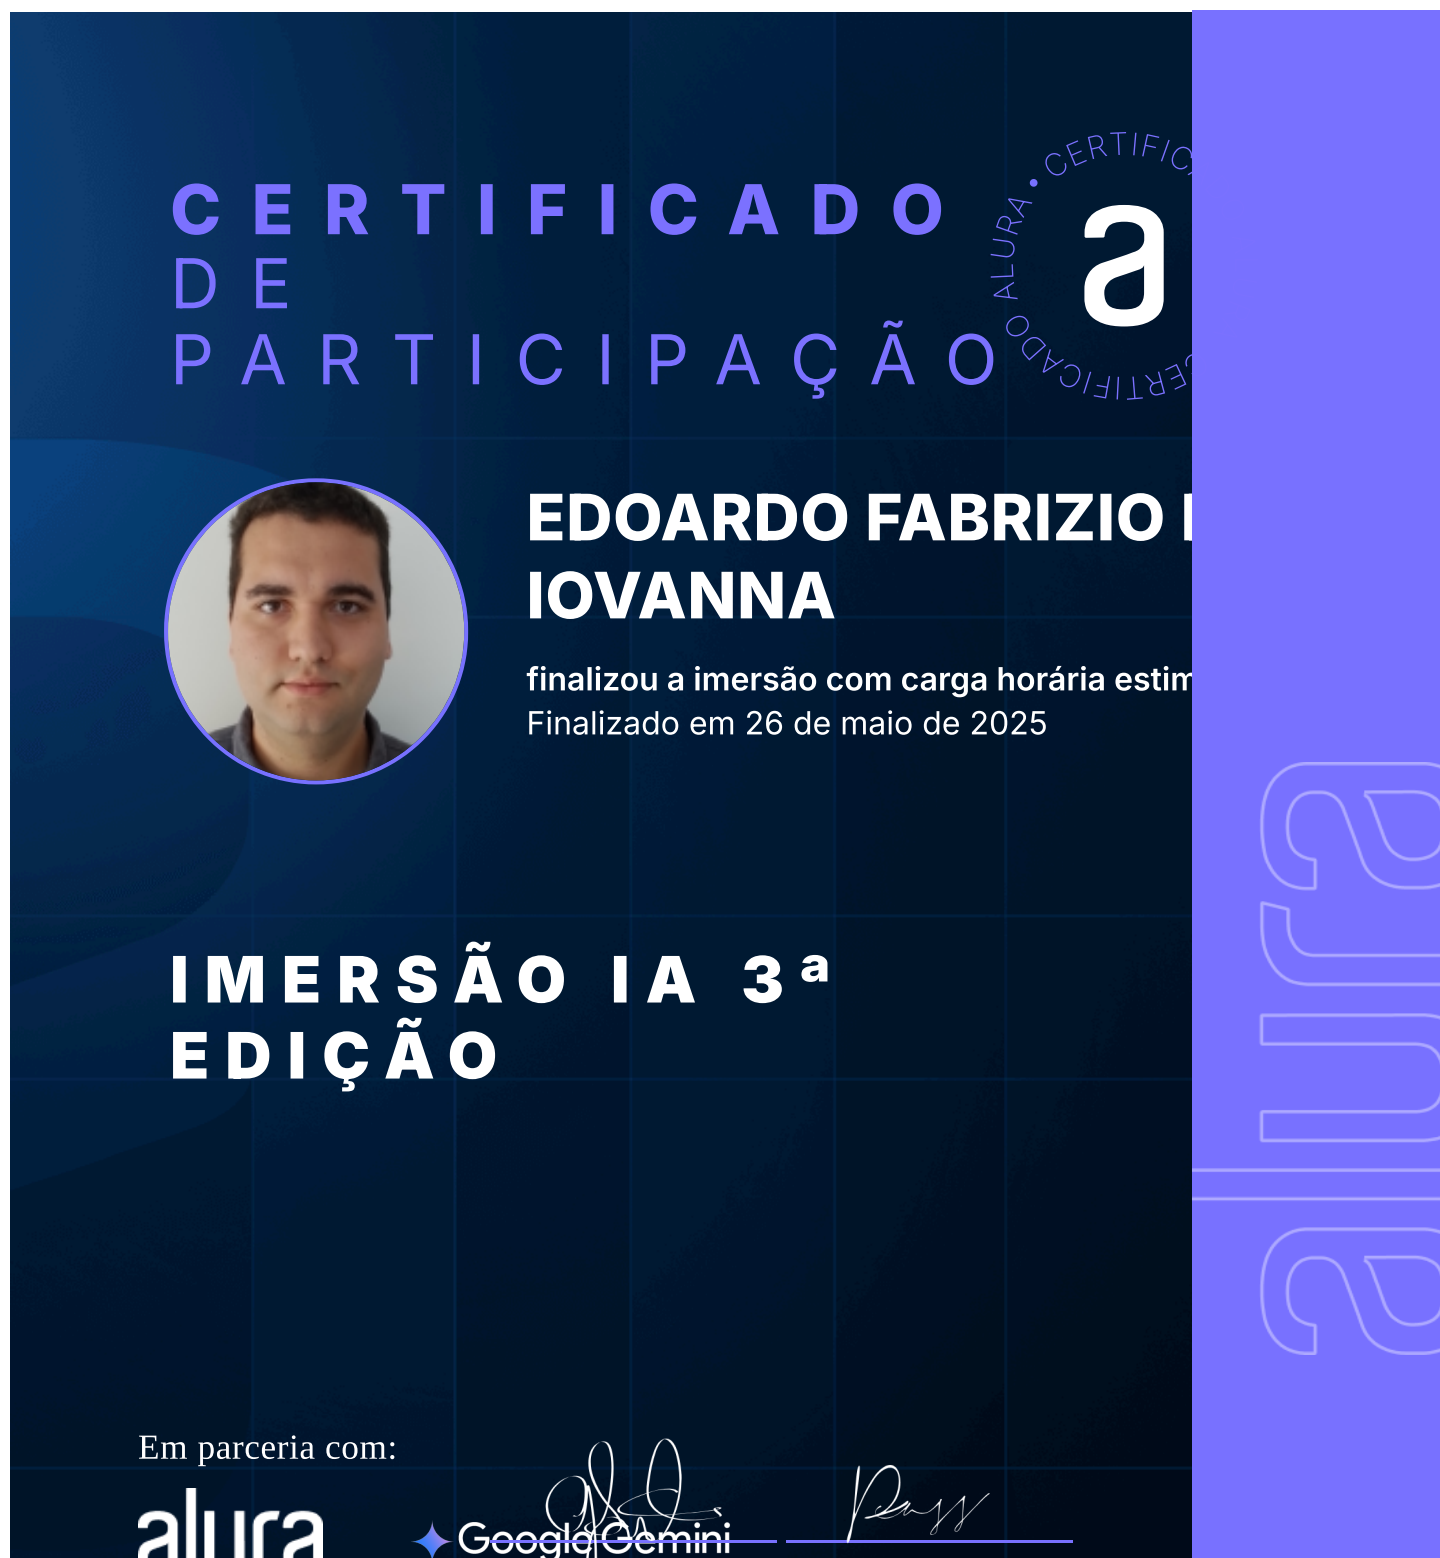 CERTIFICADO
DE
PARTICIPAÇÃO
ALURA • CERTIFIC
CERTIFICADO
a
EDOARDO FABRIZIO
IOVANNA
finalizou a imersão com carga horária estim
Finalizado em 26 de maio de 2025
IMERSÃO IA 3ª
EDIÇÃO
Em parceria com:
alura
Google Gemini
alura